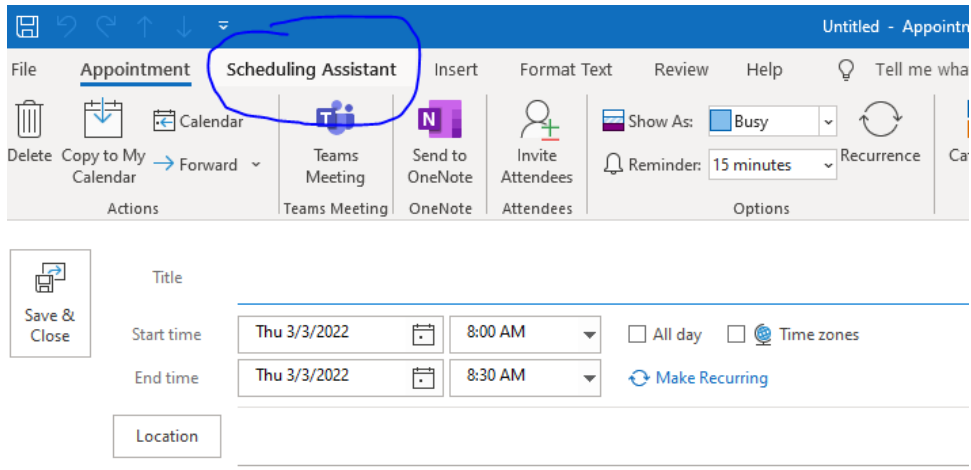 Untitled - Appointm
File Appointment Scheduling Assistant Insert Format Text Review Help Tell me wha
Delete
Copy to My Calendar
Calendar
Forward
Teams Meeting
Send to OneNote
Invite Attendees
Show As: Busy
Reminder: 15 minutes
Recurrence
Ca
Actions Teams Meeting OneNote Attendees Options
Save & Close
Title
Start time Thu 3/3/2022 8:00 AM All day Time zones
End time Thu 3/3/2022 8:30 AM Make Recurring
Location